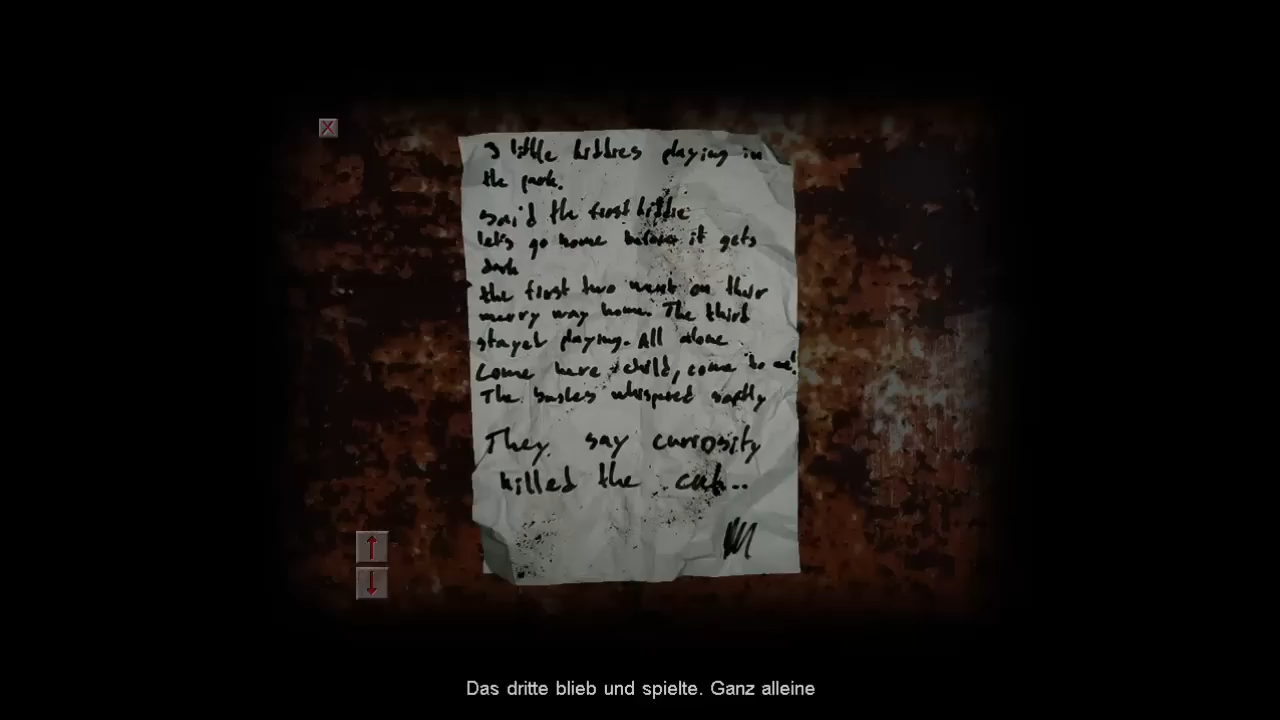 3 little kiddies playing in
the park.
said the first kiddie
let's go home before it gets
dark
the first two went on their
merry way home. The third
stayed playing. All alone
Come here child, come to me!
The bushes whispered softly
They say curiosity
killed the cat..
Das dritte blieb und spielte. Ganz alleine